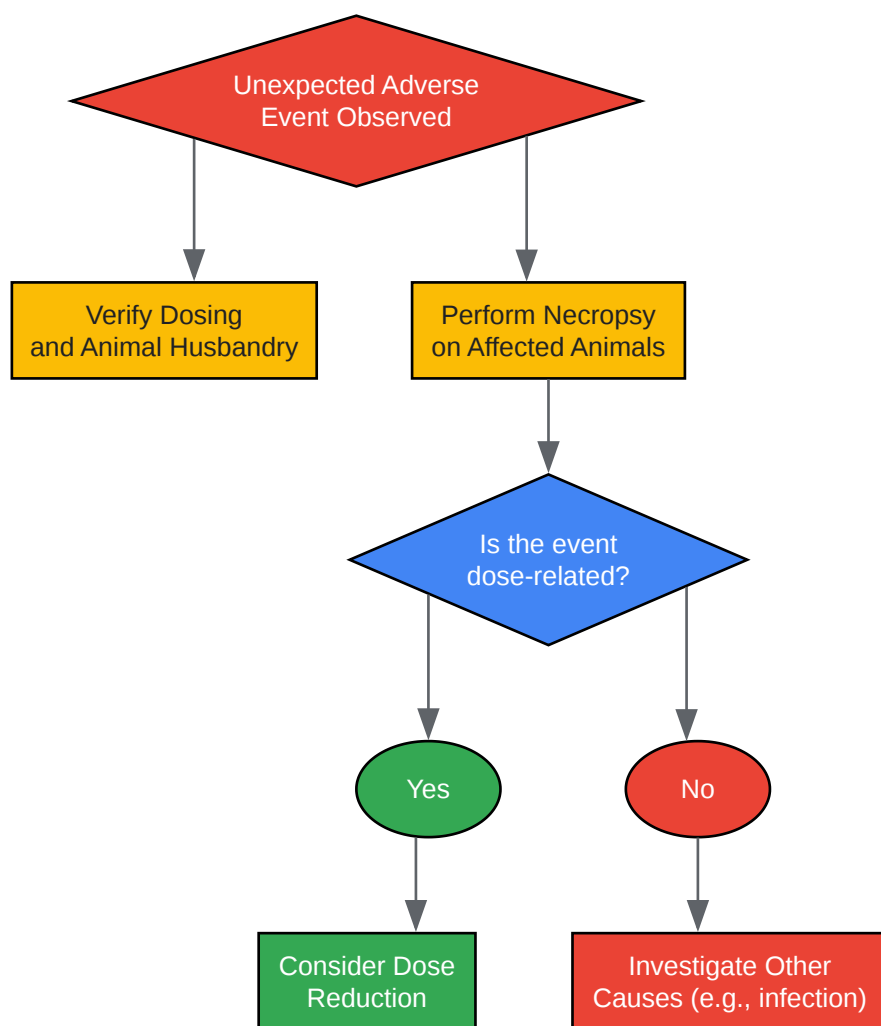 Unexpected Adverse
Event Observed
Verify Dosing
and Animal Husbandry
Perform Necropsy
on Affected Animals
Is the event
dose-related?
Yes
No
Consider Dose
Reduction
Investigate Other
Causes (e.g., infection)